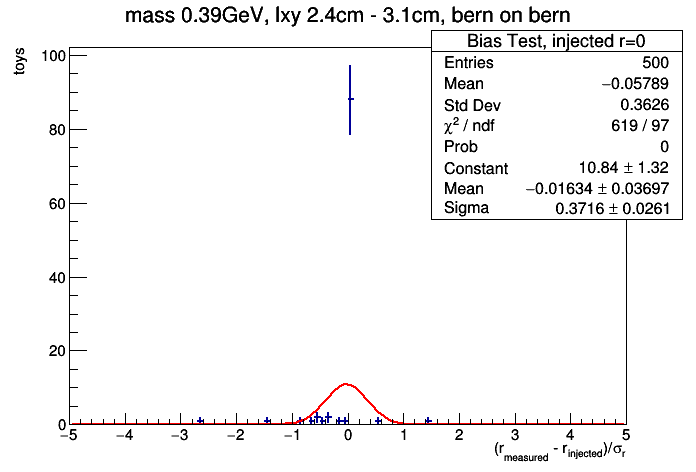 mass 0.39GeV, lxy 2.4cm - 3.1cm, bern on bern
toys
Bias Test, injected r=0
Entries 500
Mean −0.05789
Std Dev 0.3626
χ² / ndf 619 / 97
Prob 0
Constant 10.84 ± 1.32
Mean −0.01634 ± 0.03697
Sigma 0.3716 ± 0.0261
100
80
60
40
20
0
−5 −4 −3 −2 −1 0 1 2 3 4 5
(r_measured - r_injected)/σ_r